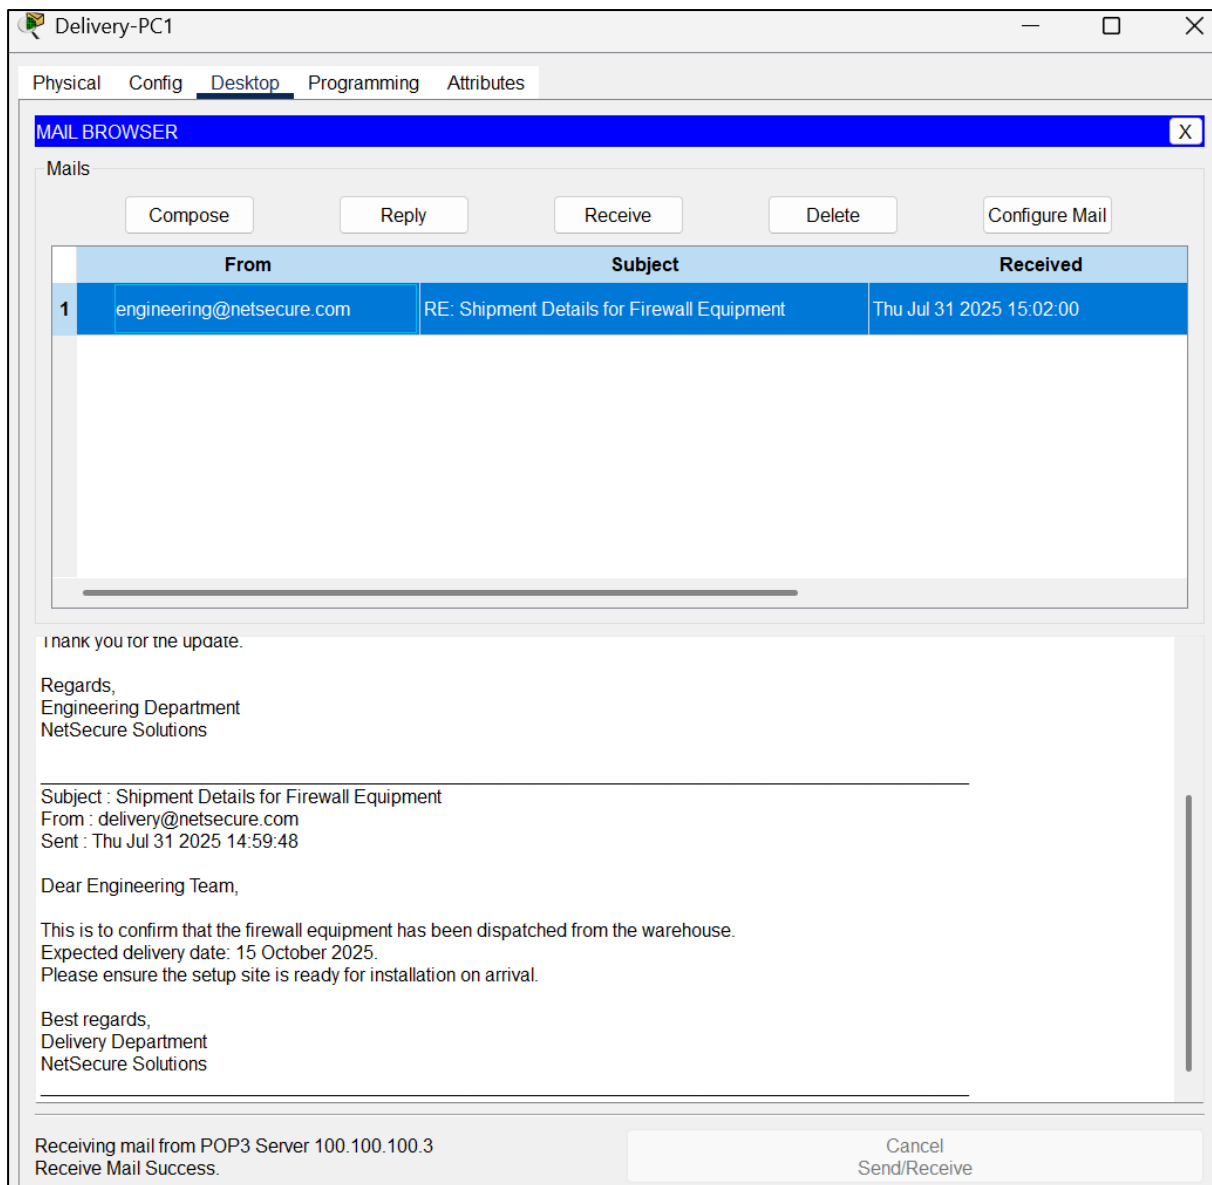 Delivery-PC1
Physical Config Desktop Programming Attributes
MAIL BROWSER X
Mails
Compose Reply Receive Delete Configure Mail
From Subject Received
1 engineering@netsecure.com RE: Shipment Details for Firewall Equipment Thu Jul 31 2025 15:02:00
Thank you for the update.
Regards,
Engineering Department
NetSecure Solutions
Subject : Shipment Details for Firewall Equipment
From : delivery@netsecure.com
Sent : Thu Jul 31 2025 14:59:48
Dear Engineering Team,
This is to confirm that the firewall equipment has been dispatched from the warehouse.
Expected delivery date: 15 October 2025.
Please ensure the setup site is ready for installation on arrival.
Best regards,
Delivery Department
NetSecure Solutions
Receiving mail from POP3 Server 100.100.100.3
Receive Mail Success.
Cancel
Send/Receive